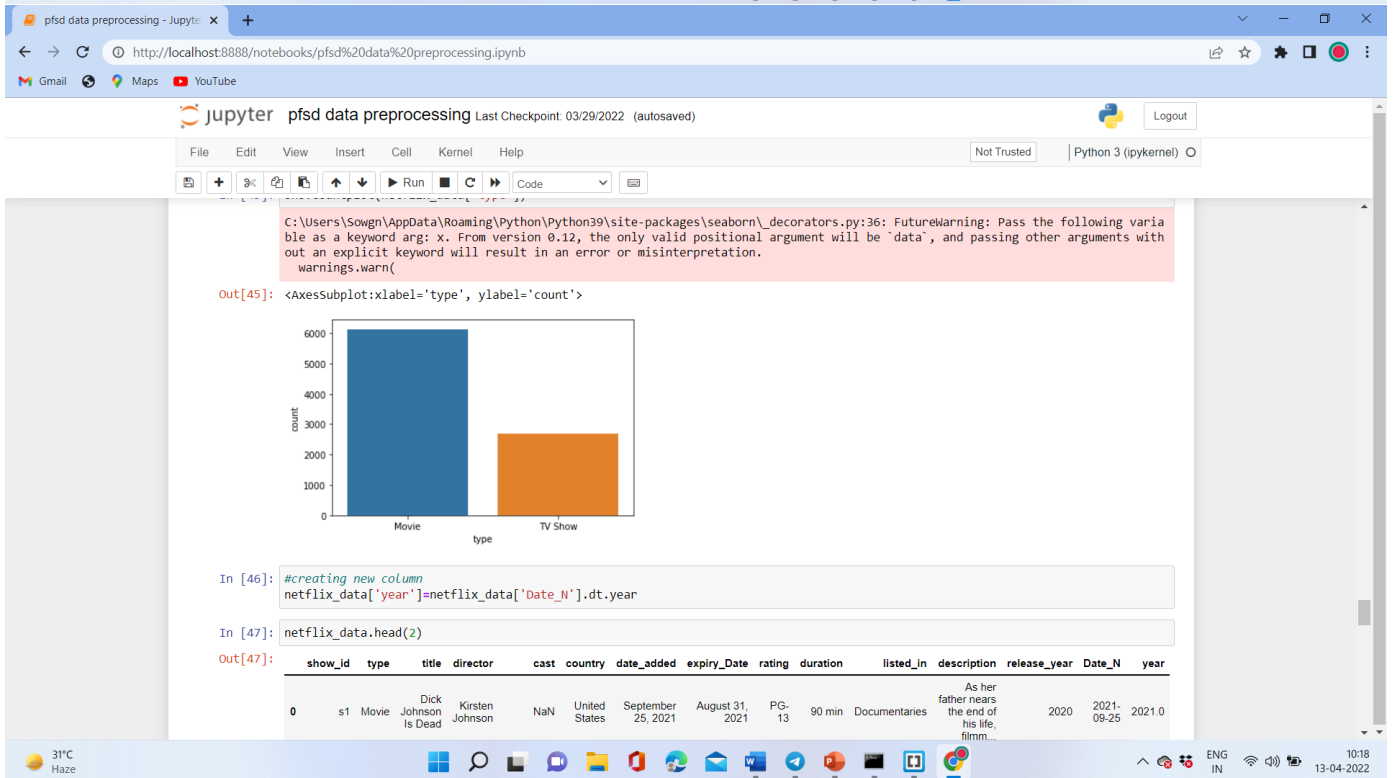 pfsd data preprocessing - Jupyte
http://localhost:8888/notebooks/pfsd%20data%20preprocessing.ipynb
Gmail Maps YouTube
jupyter pfsd data preprocessing Last Checkpoint: 03/29/2022 (autosaved) Logout
File Edit View Insert Cell Kernel Help Not Trusted Python 3 (ipykernel)
Run Code
C:\Users\Sowgn\AppData\Roaming\Python\Python39\site-packages\seaborn\_decorators.py:36: FutureWarning: Pass the following varia
ble as a keyword arg: x. From version 0.12, the only valid positional argument will be `data`, and passing other arguments with
out an explicit keyword will result in an error or misinterpretation.
warnings.warn(
Out[45]: <AxesSubplot:xlabel='type', ylabel='count'>
6000
5000
4000
3000
2000
1000
0
count
Movie TV Show
type
In [46]: #creating new column
netflix_data['year']=netflix_data['Date_N'].dt.year
In [47]: netflix_data.head(2)
Out[47]:
show_id type title director cast country date_added expiry_Date rating duration listed_in description release_year Date_N year
0 s1 Movie Dick Johnson Is Dead Kirsten Johnson NaN United States September 25, 2021 August 31, 2021 PG-13 90 min Documentaries As her father nears the end of his life, filmm... 2020 2021-09-25 2021.0
31°C
Haze
ENG
IN
10:18
13-04-2022